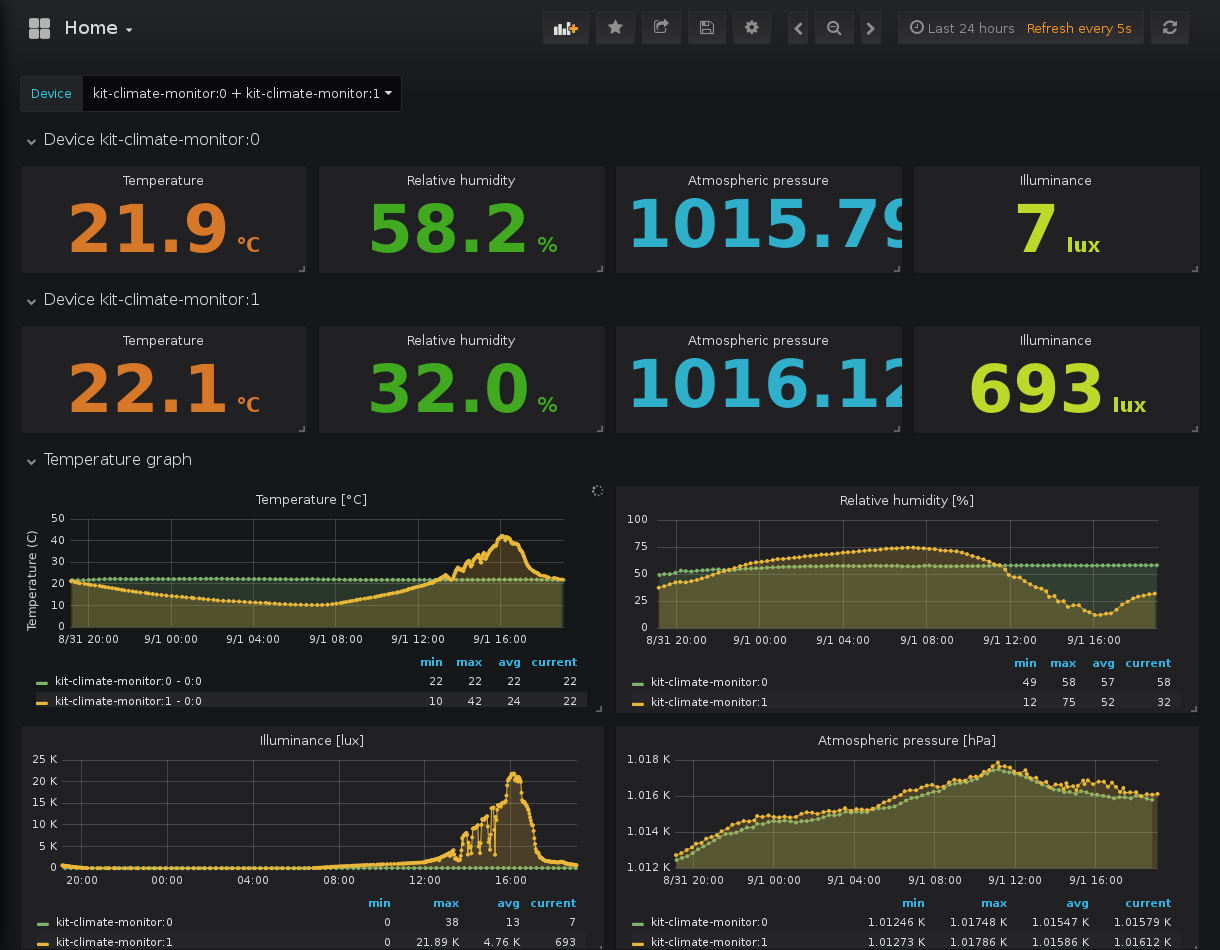 Home
Last 24 hours Refresh every 5s
Device kit-climate-monitor:0 + kit-climate-monitor:1
Device kit-climate-monitor:0
Temperature Relative humidity Atmospheric pressure Illuminance
21.9 °C 58.2 % 1015.79 7 lux
Device kit-climate-monitor:1
Temperature Relative humidity Atmospheric pressure Illuminance
22.1 °C 32.0 % 1016.12 693 lux
Temperature graph
Temperature [°C]
Temperature (C)
50
40
30
20
10
0
8/31 20:00 9/1 00:00 9/1 04:00 9/1 08:00 9/1 12:00 9/1 16:00
min max avg current
kit-climate-monitor:0 - 0:0 22 22 22 22
kit-climate-monitor:1 - 0:0 10 42 24 22
Relative humidity [%]
100
75
50
25
0
8/31 20:00 9/1 00:00 9/1 04:00 9/1 08:00 9/1 12:00 9/1 16:00
min max avg current
kit-climate-monitor:0 49 58 57 58
kit-climate-monitor:1 12 75 52 32
Illuminance [lux]
25 K
20 K
15 K
10 K
5 K
0
20:00 00:00 04:00 08:00 12:00 16:00
min max avg current
kit-climate-monitor:0 0 38 13 7
kit-climate-monitor:1 0 21.89 K 4.76 K 693
Atmospheric pressure [hPa]
1.018 K
1.016 K
1.014 K
1.012 K
8/31 20:00 9/1 00:00 9/1 04:00 9/1 08:00 9/1 12:00 9/1 16:00
min max avg current
kit-climate-monitor:0 1.01246 K 1.01748 K 1.01547 K 1.01579 K
kit-climate-monitor:1 1.01273 K 1.01786 K 1.01586 K 1.01612 K